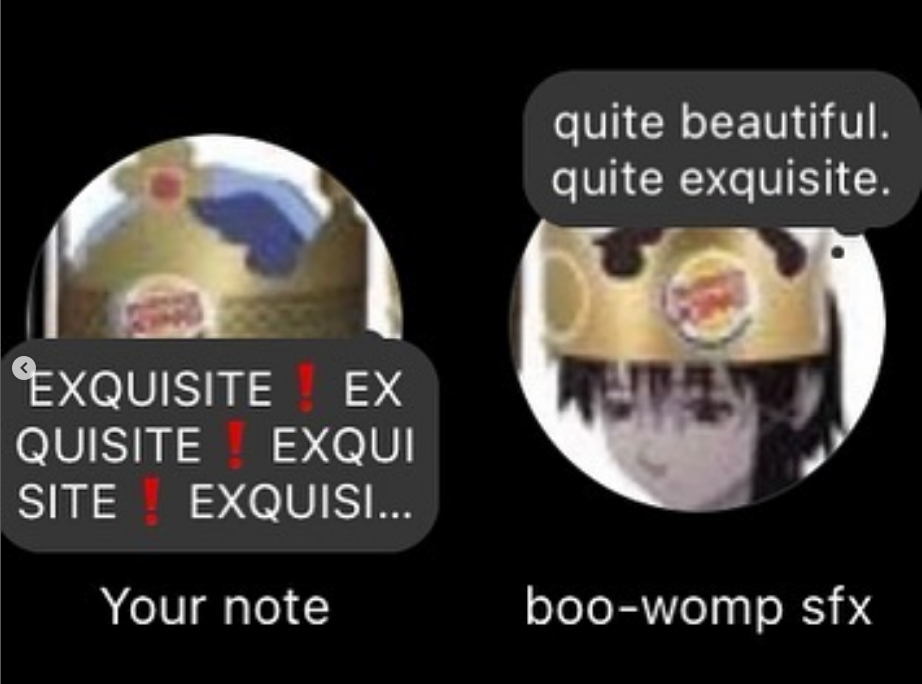 quite beautiful.
quite exquisite.
EXQUISITE❗EX
QUISITE❗EXQUI
SITE❗EXQUISI...
Your note
boo-womp sfx